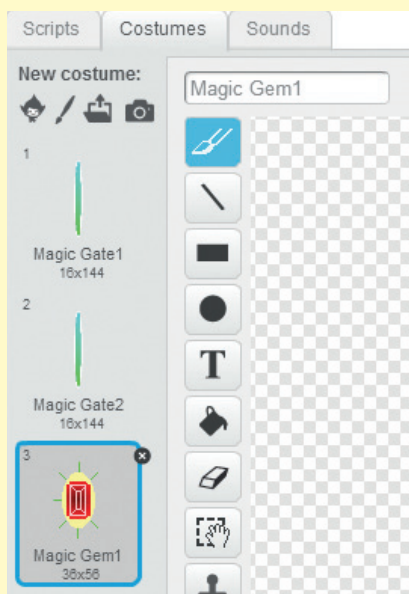 Scripts
Costumes
Sounds
New costume:
Magic Gem1
1
Magic Gate1
16x144
2
Magic Gate2
16x144
3
Magic Gem1
36x56
T